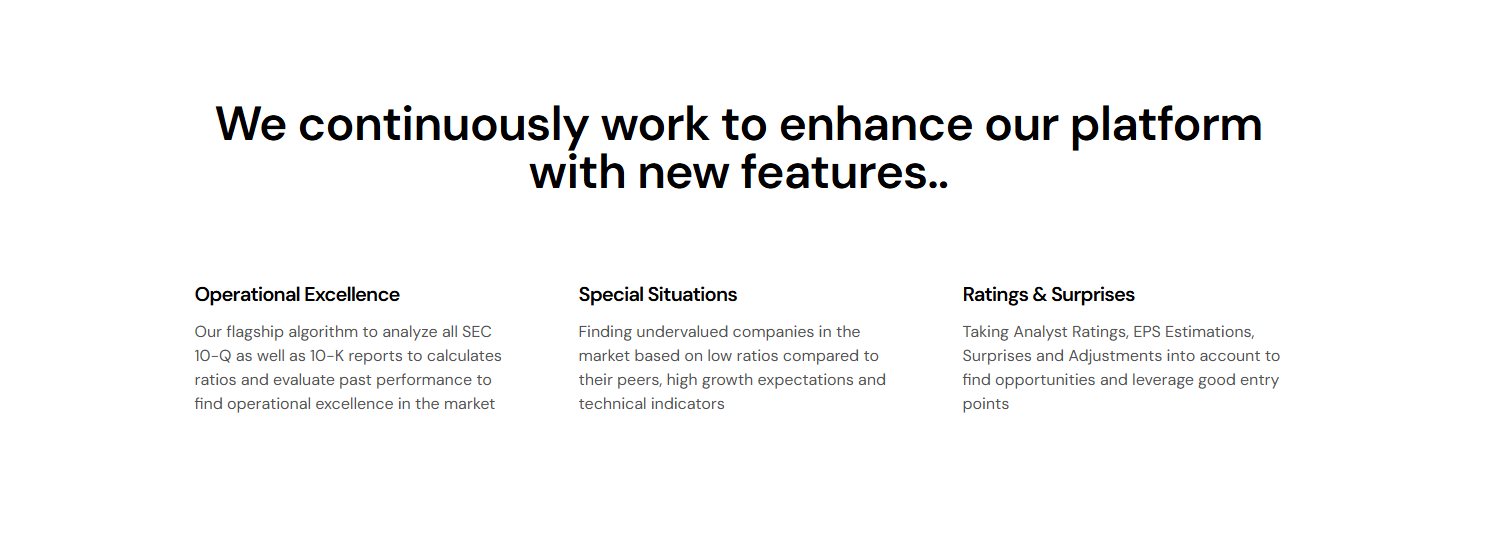 We continuously work to enhance our platform
with new features..
Operational Excellence
Our flagship algorithm to analyze all SEC
10-Q as well as 10-K reports to calculates
ratios and evaluate past performance to
find operational excellence in the market
Special Situations
Finding undervalued companies in the
market based on low ratios compared to
their peers, high growth expectations and
technical indicators
Ratings & Surprises
Taking Analyst Ratings, EPS Estimations,
Surprises and Adjustments into account to
find opportunities and leverage good entry
points